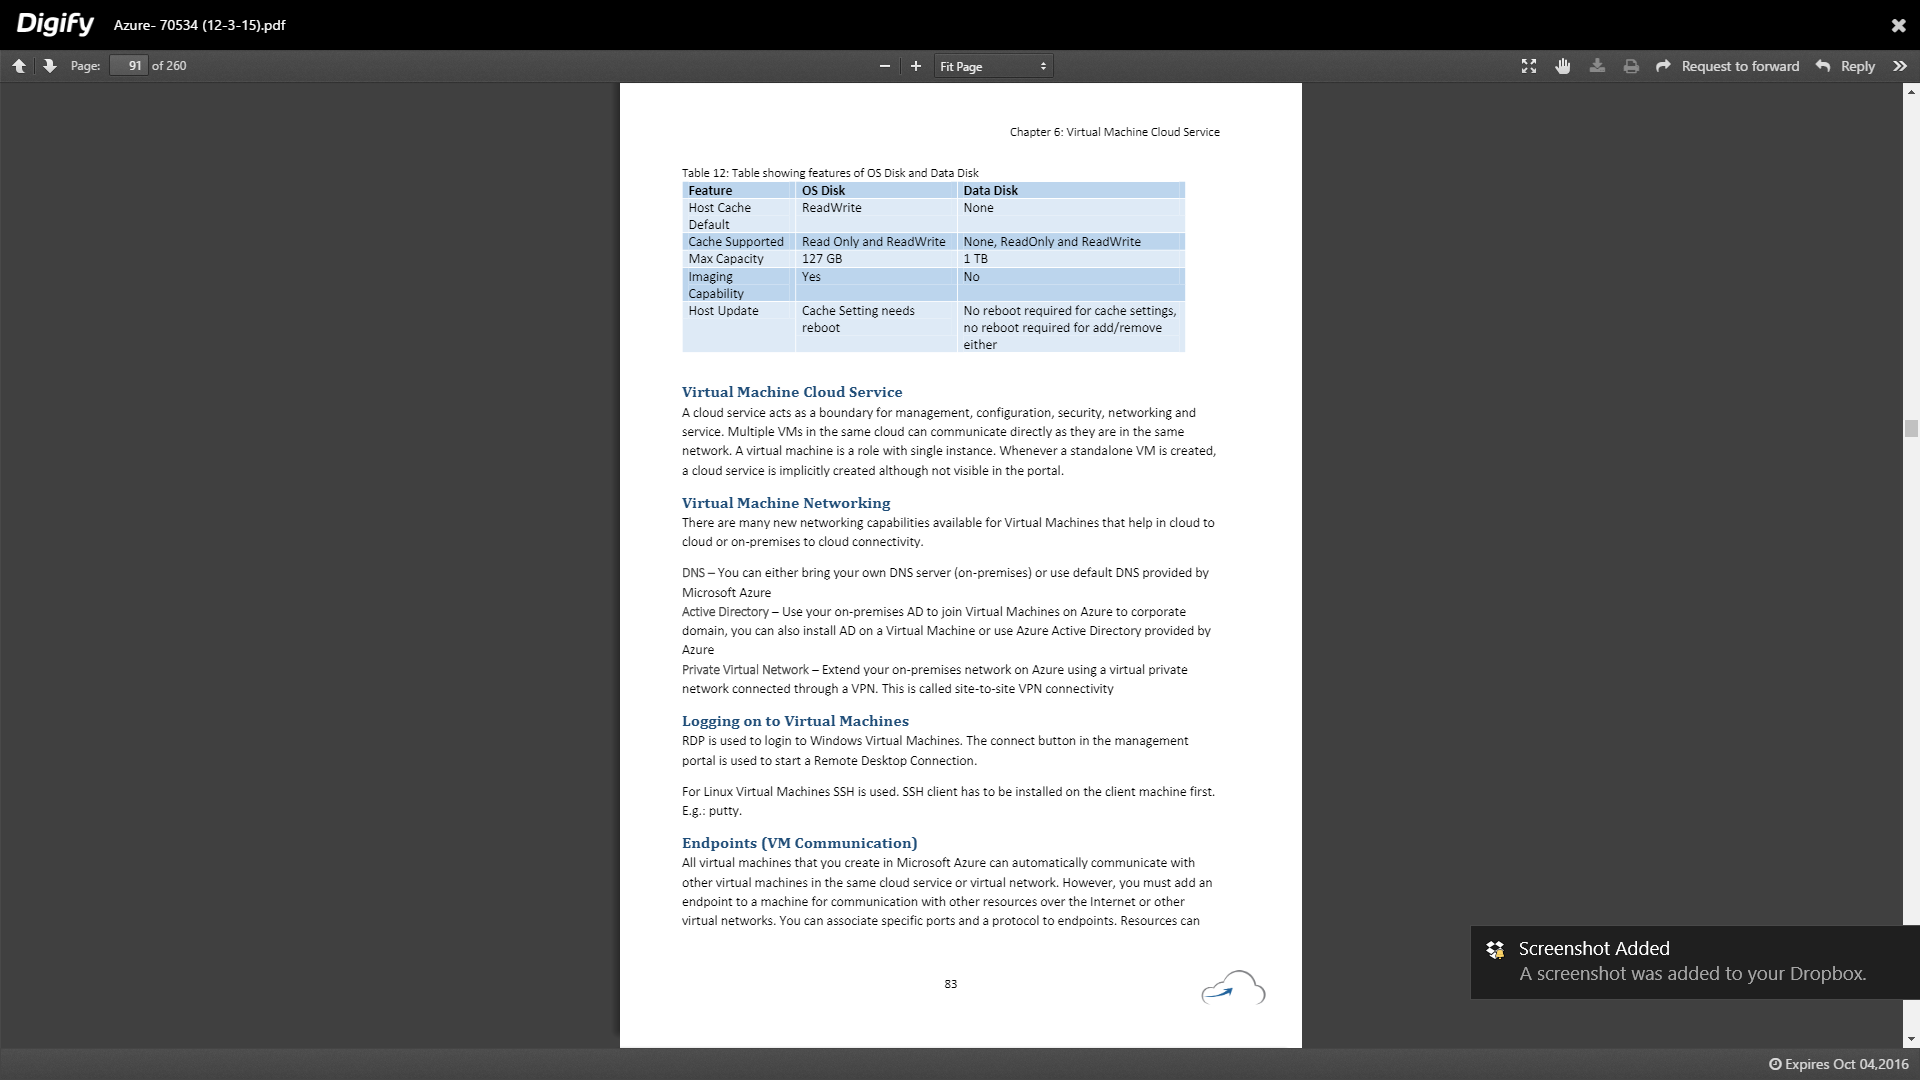 Digify Azure- 70534 (12-3-15).pdf
Page: 91 of 260 Fit Page Request to forward Reply
Chapter 6: Virtual Machine Cloud Service
Table 12: Table showing features of OS Disk and Data Disk
Feature OS Disk Data Disk
Host Cache ReadWrite None
Default
Cache Supported Read Only and ReadWrite None, ReadOnly and ReadWrite
Max Capacity 127 GB 1 TB
Imaging Yes No
Capability
Host Update Cache Setting needs No reboot required for cache settings,
reboot no reboot required for add/remove
either
Virtual Machine Cloud Service
A cloud service acts as a boundary for management, configuration, security, networking and
service. Multiple VMs in the same cloud can communicate directly as they are in the same
network. A virtual machine is a role with single instance. Whenever a standalone VM is created,
a cloud service is implicitly created although not visible in the portal.
Virtual Machine Networking
There are many new networking capabilities available for Virtual Machines that help in cloud to
cloud or on-premises to cloud connectivity.
DNS – You can either bring your own DNS server (on-premises) or use default DNS provided by
Microsoft Azure
Active Directory – Use your on-premises AD to join Virtual Machines on Azure to corporate
domain, you can also install AD on a Virtual Machine or use Azure Active Directory provided by
Azure
Private Virtual Network – Extend your on-premises network on Azure using a virtual private
network connected through a VPN. This is called site-to-site VPN connectivity
Logging on to Virtual Machines
RDP is used to login to Windows Virtual Machines. The connect button in the management
portal is used to start a Remote Desktop Connection.
For Linux Virtual Machines SSH is used. SSH client has to be installed on the client machine first.
E.g.: putty.
Endpoints (VM Communication)
All virtual machines that you create in Microsoft Azure can automatically communicate with
other virtual machines in the same cloud service or virtual network. However, you must add an
endpoint to a machine for communication with other resources over the Internet or other
virtual networks. You can associate specific ports and a protocol to endpoints. Resources can
83
Screenshot Added
A screenshot was added to your Dropbox.
Expires Oct 04,2016